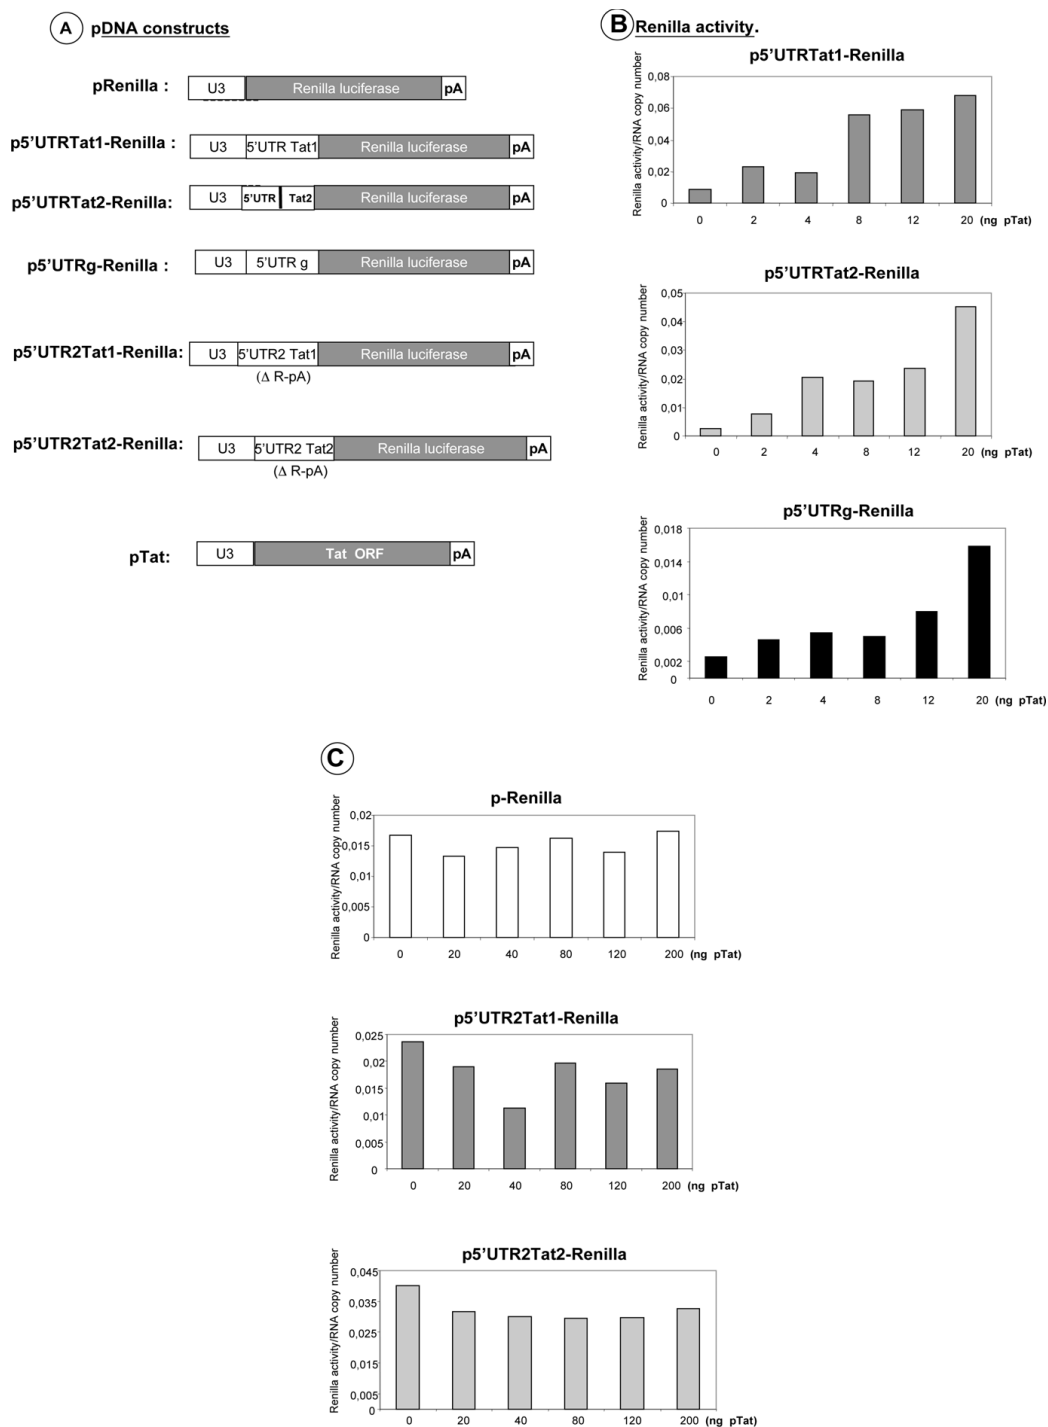 A pDNA constructs
pRenilla :
U3 Renilla luciferase pA
p5'UTRTat1-Renilla :
U3 5'UTR Tat1 Renilla luciferase pA
p5'UTRTat2-Renilla:
U3 5'UTR Tat2 Renilla luciferase pA
p5'UTRg-Renilla :
U3 5'UTR g Renilla luciferase pA
p5'UTR2Tat1-Renilla:
U3 5'UTR2 Tat1 Renilla luciferase pA
(Δ R-pA)
p5'UTR2Tat2-Renilla:
U3 5'UTR2 Tat2 Renilla luciferase pA
(Δ R-pA)
pTat:
U3 Tat ORF pA
B Renilla activity.
p5'UTRTat1-Renilla
Renilla activity/RNA copy number
0,08
0,06
0,04
0,02
0
0 2 4 8 12 20 (ng pTat)
p5'UTRTat2-Renilla
Renilla activity/RNA copy number
0,05
0,04
0,03
0,02
0,01
0
0 2 4 8 12 20 (ng pTat)
p5'UTRg-Renilla
Renilla activity/RNA copy number
0,018
0,014
0,01
0,006
0,002
0
0 2 4 8 12 20 (ng pTat)
C
p-Renilla
Renilla activity/RNA copy number
0,02
0,015
0,01
0,005
0
0 20 40 80 120 200 (ng pTat)
p5'UTR2Tat1-Renilla
Renilla activity/RNA copy number
0,025
0,02
0,015
0,01
0,005
0
0 20 40 80 120 200 (ng pTat)
p5'UTR2Tat2-Renilla
Renilla activity/RNA copy number
0,045
0,035
0,025
0,015
0,005
0
0 20 40 80 120 200 (ng pTat)